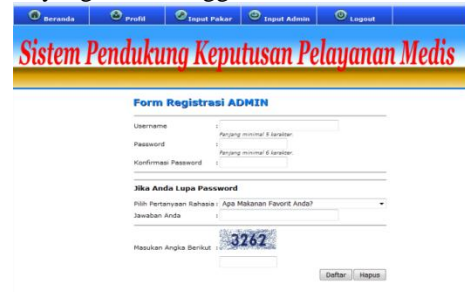 Beranda Profil Input Pakar Input Admin Logout
Sistem Pendukung Keputusan Pelayanan Medis
Form Registrasi ADMIN
Username :
Panjang minimal 6 karakter.
Password :
Panjang minimal 6 karakter.
Konfirmasi Password :
Jika Anda Lupa Password
Pilih Pertanyaan Rahasia : Apa Makanan Favorit Anda?
Jawaban Anda :
3262
Masukan Angka Berikut :
Daftar Hapus